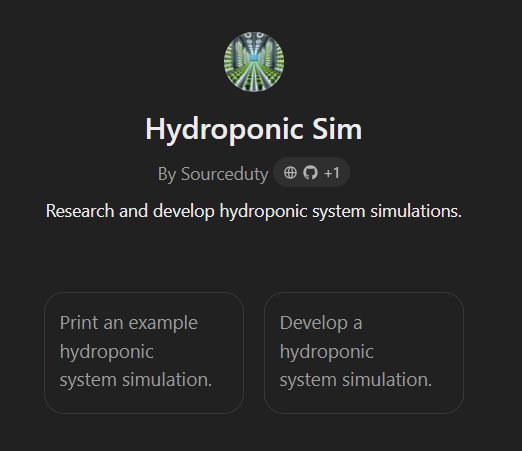 Hydroponic Sim
By Sourceduty +1
Research and develop hydroponic system simulations.
Print an example
hydroponic
system simulation.
Develop a
hydroponic
system simulation.